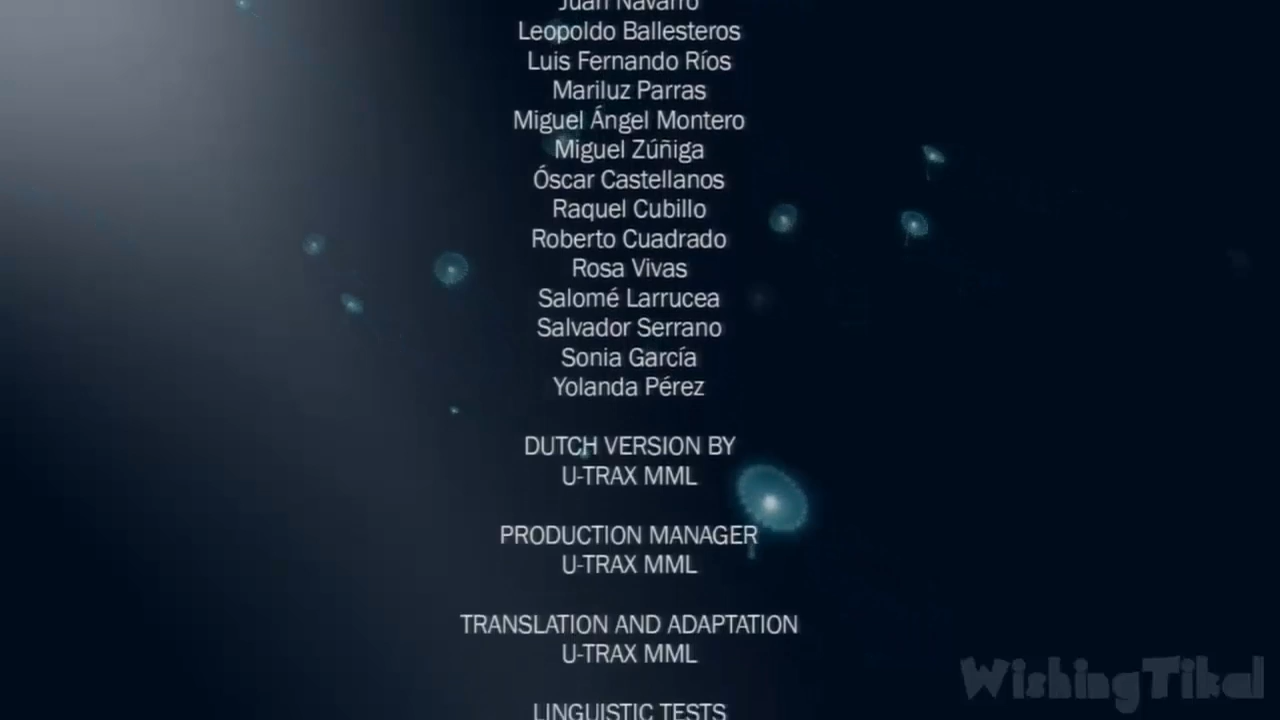 Juan Navarro
Leopoldo Ballesteros
Luis Fernando Ríos
Mariluz Parras
Miguel Ángel Montero
Miguel Zúñiga
Óscar Castellanos
Raquel Cubillo
Roberto Cuadrado
Rosa Vivas
Salomé Larrucea
Salvador Serrano
Sonia García
Yolanda Pérez
DUTCH VERSION BY
U-TRAX MML
PRODUCTION MANAGER
U-TRAX MML
TRANSLATION AND ADAPTATION
U-TRAX MML
LINGUISTIC TESTS
WishingTikal